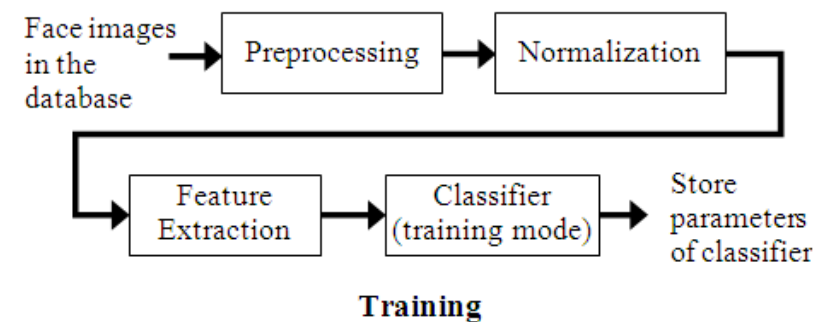 Face images
in the
database
Preprocessing
Normalization
Feature
Extraction
Classifier
(training mode)
Store
parameters
of classifier
Training